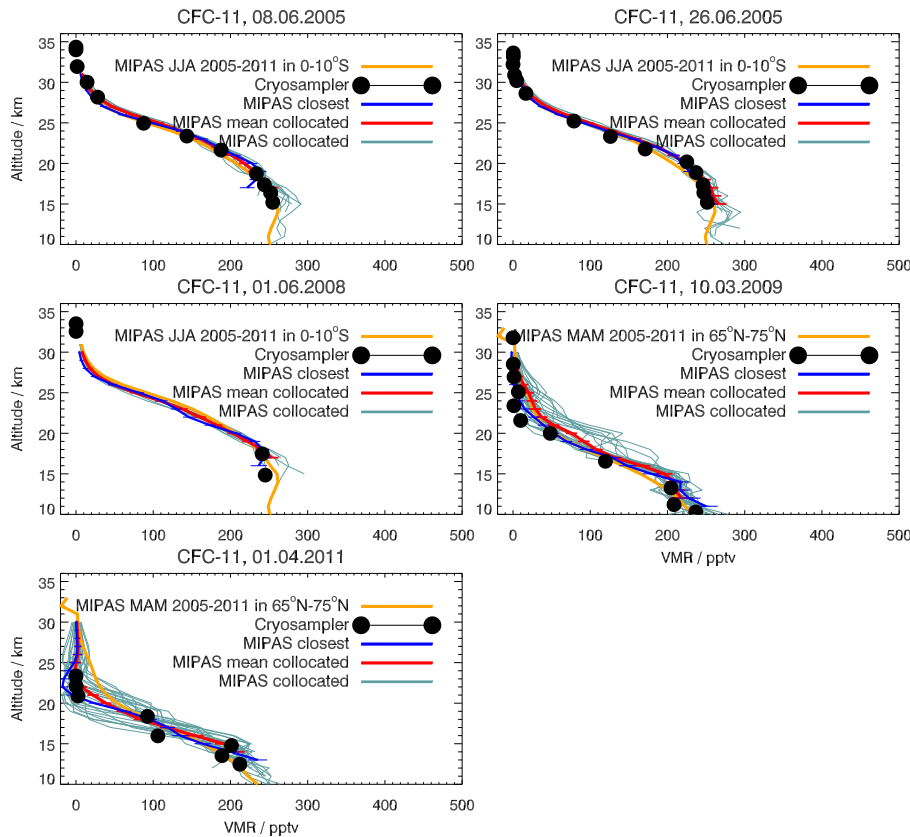 CFC-11, 08.06.2005
35
30
25
20
15
10
Altitude / km
MIPAS JJA 2005-2011 in 0-10°S
Cryosampler
MIPAS closest
MIPAS mean collocated
MIPAS collocated
0 100 200 300 400 500
CFC-11, 26.06.2005
35
30
25
20
15
10
MIPAS JJA 2005-2011 in 0-10°S
Cryosampler
MIPAS closest
MIPAS mean collocated
MIPAS collocated
0 100 200 300 400 500
CFC-11, 01.06.2008
35
30
25
20
15
10
Altitude / km
MIPAS JJA 2005-2011 in 0-10°S
Cryosampler
MIPAS closest
MIPAS mean collocated
MIPAS collocated
0 100 200 300 400 500
CFC-11, 10.03.2009
35
30
25
20
15
10
MIPAS MAM 2005-2011 in 65°N-75°N
Cryosampler
MIPAS closest
MIPAS mean collocated
MIPAS collocated
0 100 200 300 400 500
VMR / pptv
CFC-11, 01.04.2011
35
30
25
20
15
10
Altitude / km
MIPAS MAM 2005-2011 in 65°N-75°N
Cryosampler
MIPAS closest
MIPAS mean collocated
MIPAS collocated
0 100 200 300 400 500
VMR / pptv